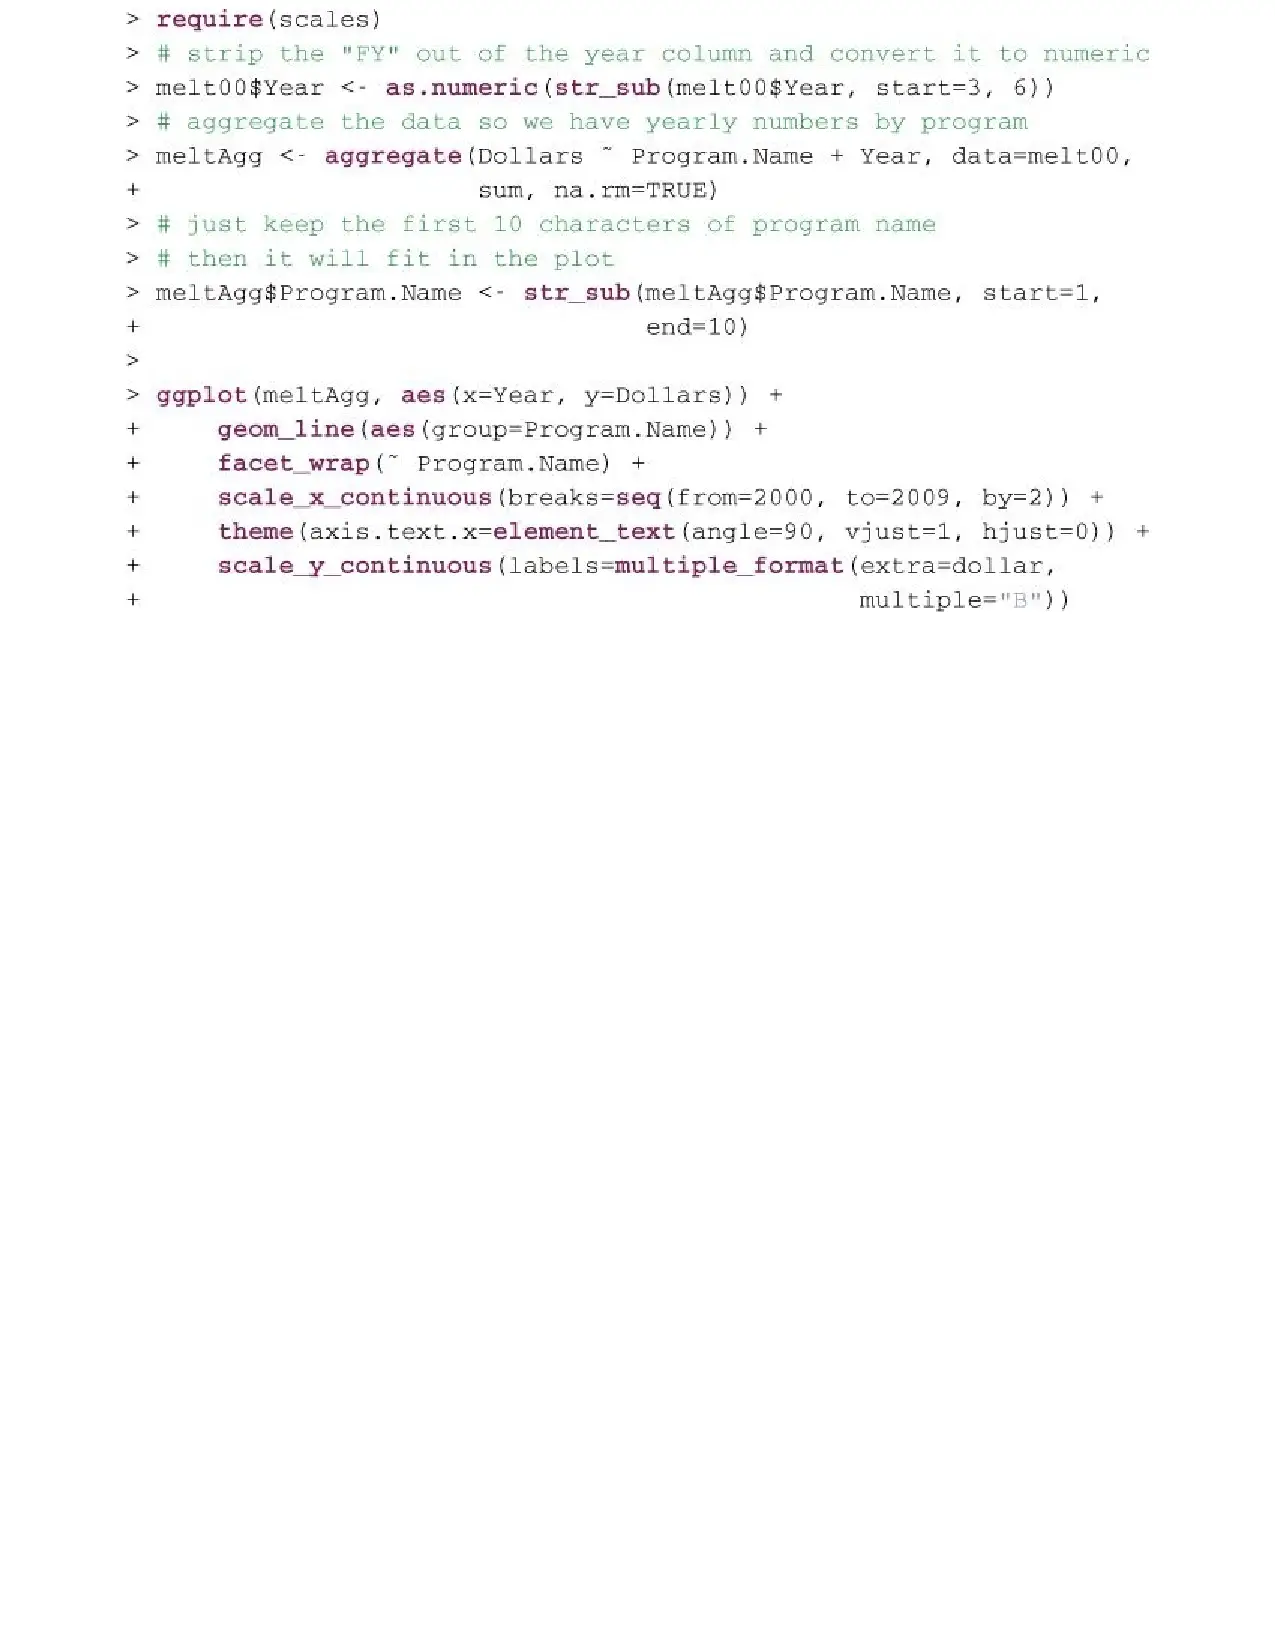 > require(scales)
> # strip the "FY" out of the year column and convert it to numeric
> melt00$Year <- as.numeric(str_sub(melt00$Year, start=3, 6))
> # aggregate the data so we have yearly numbers by program
> meltAgg <- aggregate(Dollars ~ Program.Name + Year, data=melt00,
+                      sum, na.rm=TRUE)
> # just keep the first 10 characters of program name
> # then it will fit in the plot
> meltAgg$Program.Name <- str_sub(meltAgg$Program.Name, start=1,
+                                 end=10)
>
> ggplot(meltAgg, aes(x=Year, y=Dollars)) +
+     geom_line(aes(group=Program.Name)) +
+     facet_wrap(~ Program.Name) +
+     scale_x_continuous(breaks=seq(from=2000, to=2009, by=2)) +
+     theme(axis.text.x=element_text(angle=90, vjust=1, hjust=0)) +
+     scale_y_continuous(labels=multiple_format(extra=dollar,
+                                               multiple="B"))